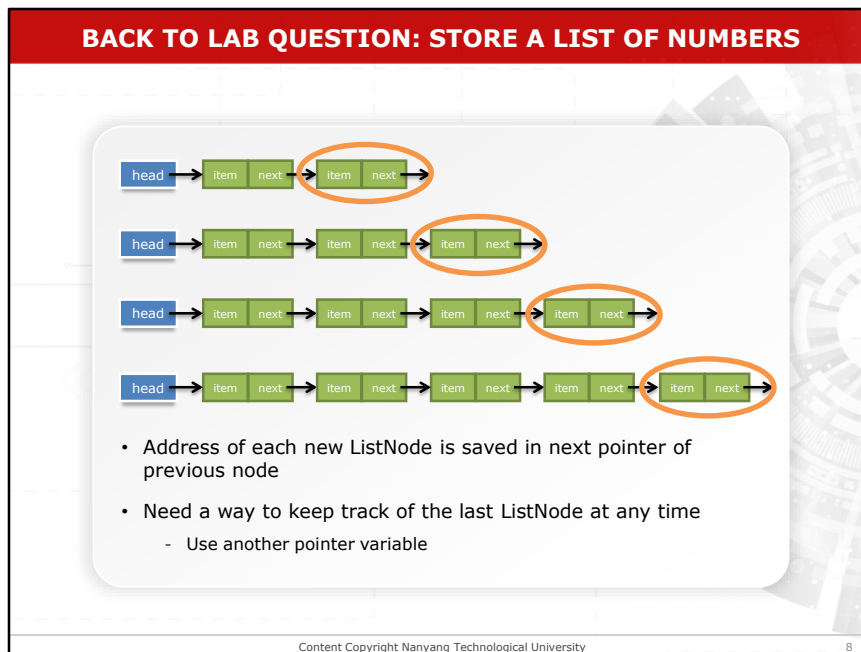 BACK TO LAB QUESTION: STORE A LIST OF NUMBERS
head item next item next
head item next item next item next
head item next item next item next item next
head item next item next item next item next item next
• Address of each new ListNode is saved in next pointer of
previous node
• Need a way to keep track of the last ListNode at any time
- Use another pointer variable
Content Copyright Nanyang Technological University 8